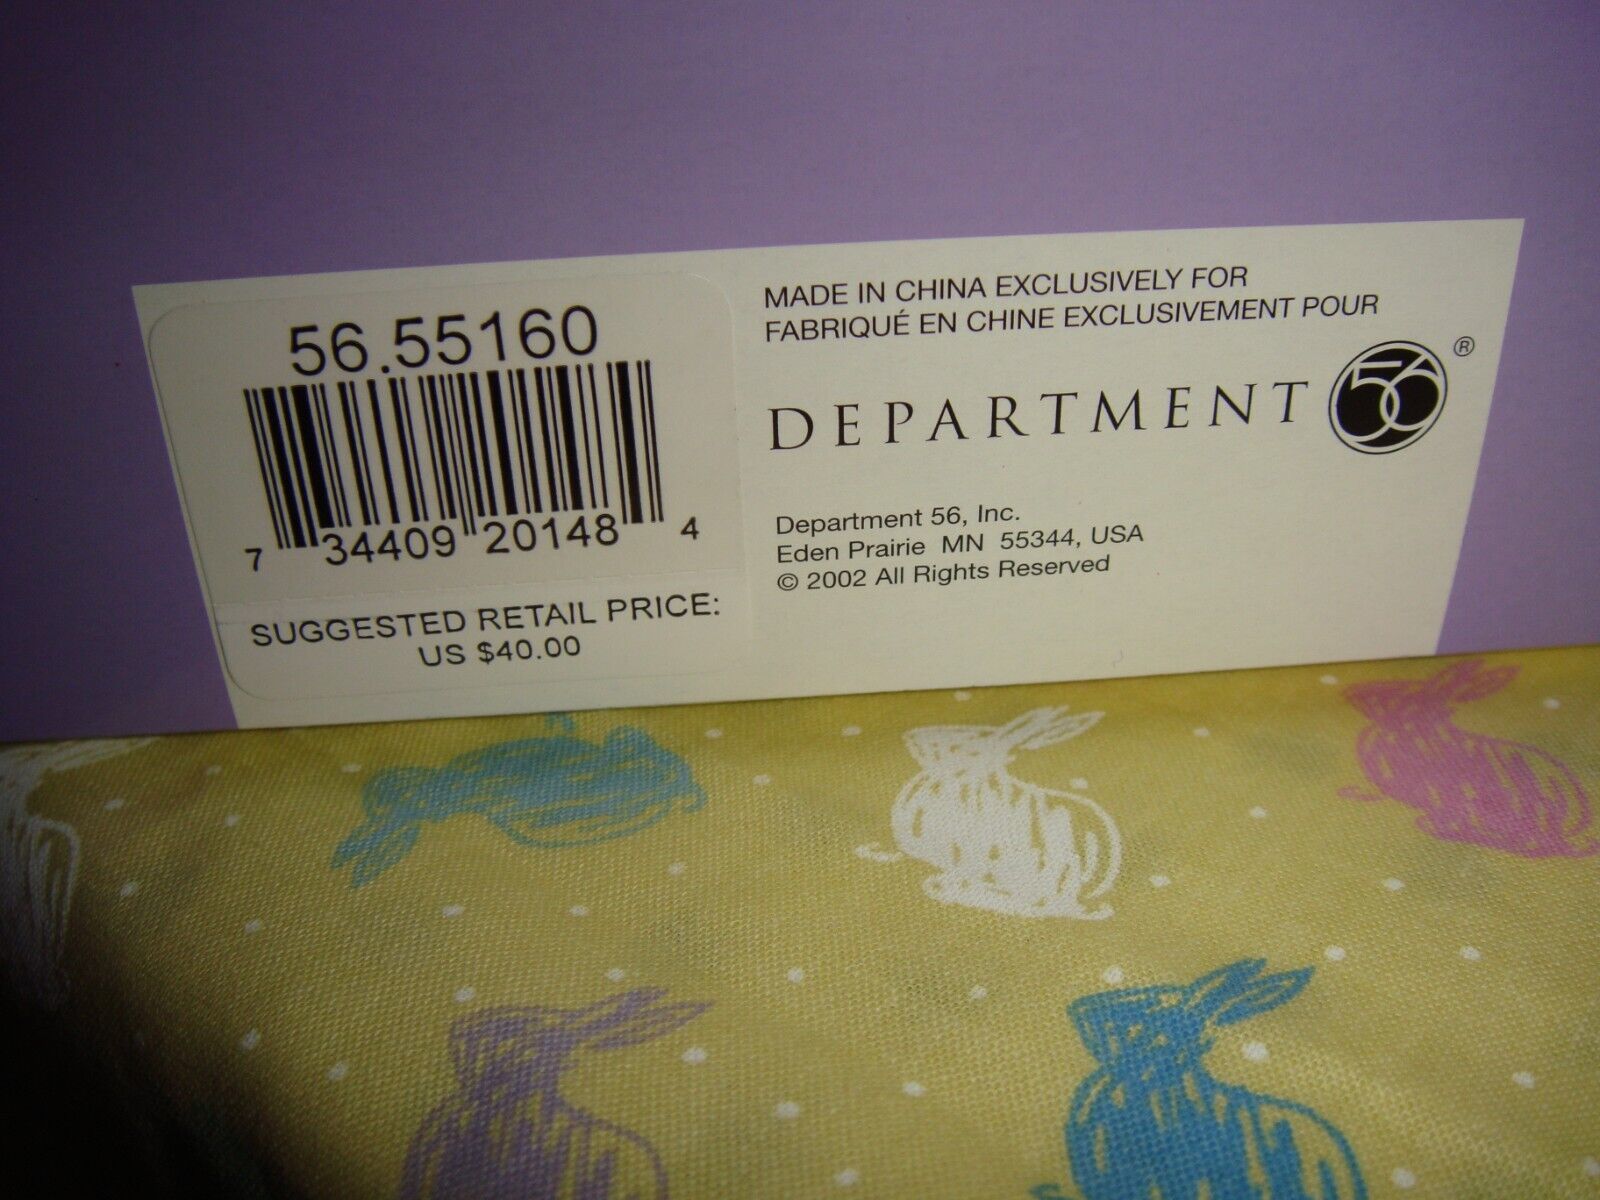 56.55160
7 34409 20148 4
SUGGESTED RETAIL PRICE:
US $40.00
MADE IN CHINA EXCLUSIVELY FOR
FABRIQUÉ EN CHINE EXCLUSIVEMENT POUR
DEPARTMENT 56 ®
Department 56, Inc.
Eden Prairie MN 55344, USA
© 2002 All Rights Reserved